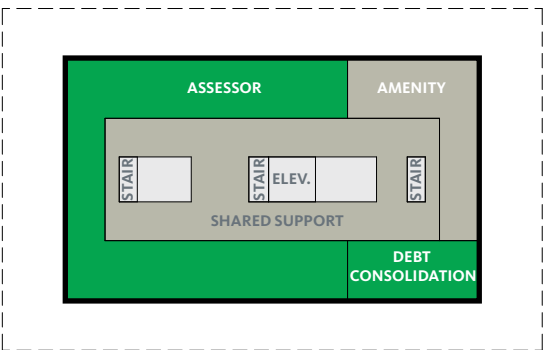 ASSESSOR
AMENITY
STAIR
STAIR
ELEV.
STAIR
SHARED SUPPORT
DEBT
CONSOLIDATION